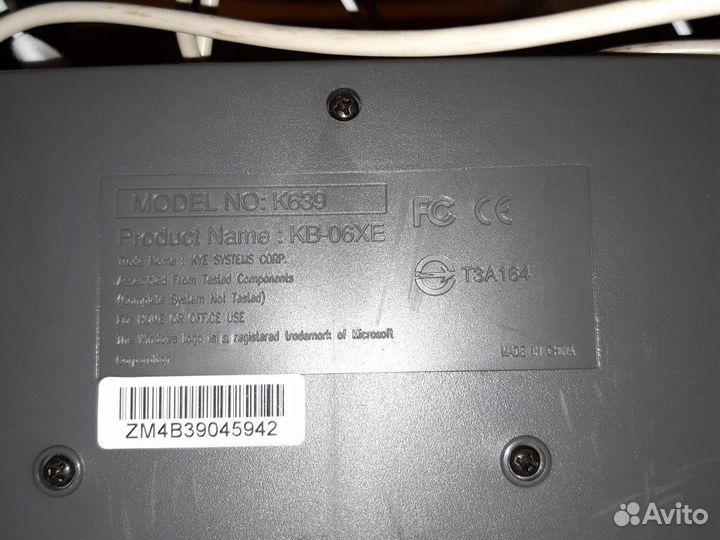 MODEL NO: K639
Product Name : KB-06XE
Trade Name : KYE SYSTEMS CORP.
Assembled From Tested Components
(Complete System Not Tested)
For HOME OR OFFICE USE
The Windows Logo is a registered trademark of Microsoft
Corporation.
FC CE
T3A164
MADE IN CHINA
ZM4B39045942
Avito